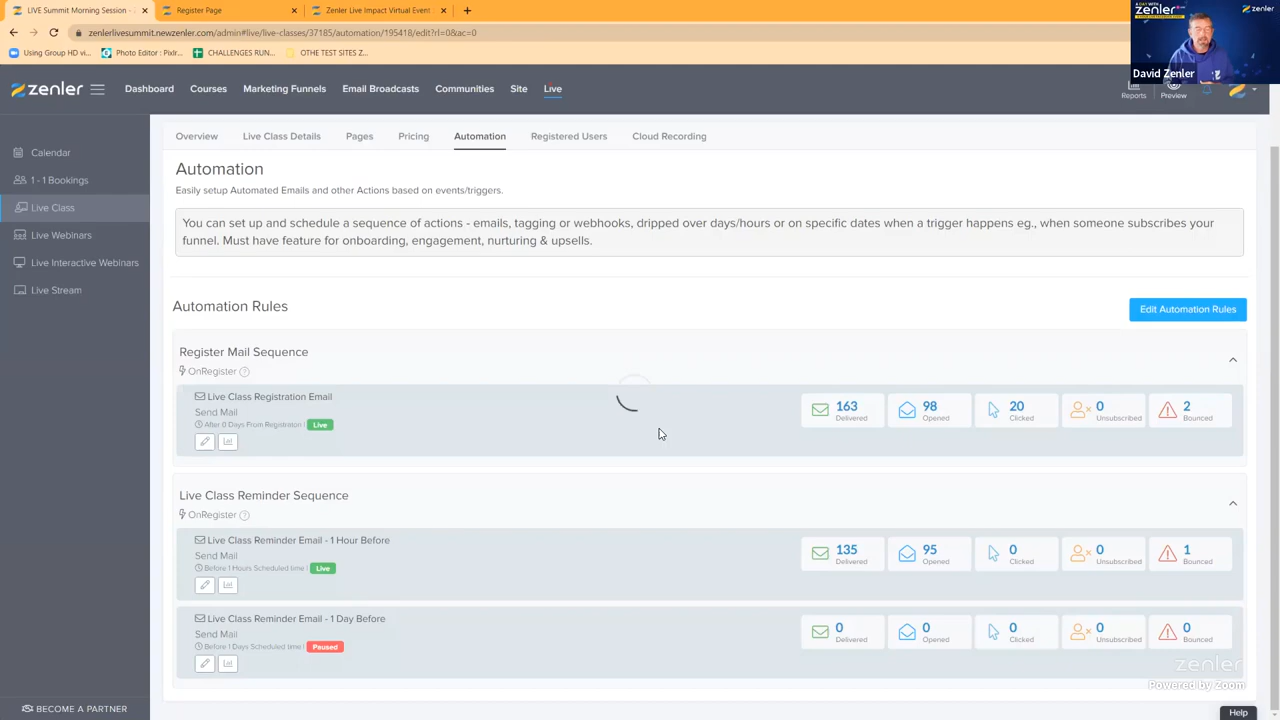 LIVE Summit Morning Session -
Register Page
Zenler Live Impact Virtual Event
zenlerlivesummit.newzenler.com/admin#live/live-classes/37185/automation/195418/edit?rl=0&ac=0
Using Group HD vi...
Photo Editor : Pixlr...
CHALLENGES RUN...
OTHE TEST SITES Z...
A DAY WITH
zenler
zenler
David Zenler
zenler
Dashboard
Courses
Marketing Funnels
Email Broadcasts
Communities
Site
Live
Reports
Preview
Calendar
1 - 1 Bookings
Live Class
Live Webinars
Live Interactive Webinars
Live Stream
BECOME A PARTNER
Overview
Live Class Details
Pages
Pricing
Automation
Registered Users
Cloud Recording
Automation
Easily setup Automated Emails and other Actions based on events/triggers.
You can set up and schedule a sequence of actions - emails, tagging or webhooks, dripped over days/hours or on specific dates when a trigger happens eg., when someone subscribes your
funnel. Must have feature for onboarding, engagement, nurturing & upsells.
Automation Rules
Edit Automation Rules
Register Mail Sequence
OnRegister ?
Live Class Registration Email
Send Mail
After 0 Days From Registration | Live
163 Delivered
98 Opened
20 Clicked
0 Unsubscribed
2 Bounced
Live Class Reminder Sequence
OnRegister ?
Live Class Reminder Email - 1 Hour Before
Send Mail
Before 1 Hours Scheduled time | Live
135 Delivered
95 Opened
0 Clicked
0 Unsubscribed
1 Bounced
Live Class Reminder Email - 1 Day Before
Send Mail
Before 1 Days Scheduled time | Paused
0 Delivered
0 Opened
0 Clicked
0 Unsubscribed
0 Bounced
zenler
Powered by Zoom
Help